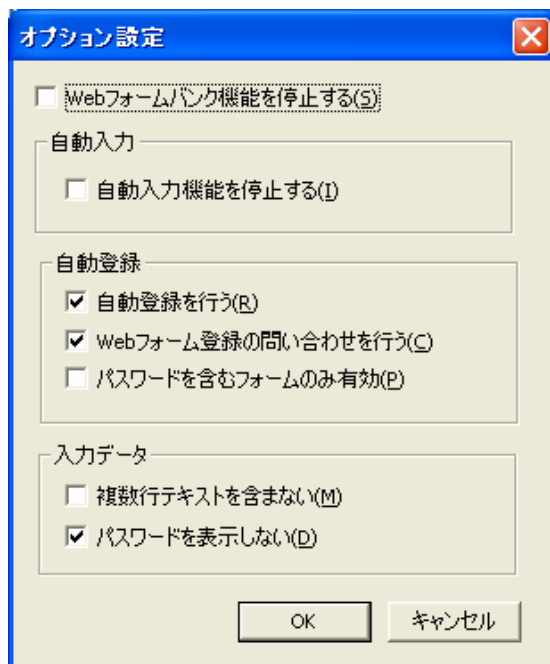 オプション設定
Webフォームバンク機能を停止する(S)
自動入力
自動入力機能を停止する(I)
自動登録
自動登録を行う(R)
Webフォーム登録の問い合わせを行う(C)
パスワードを含むフォームのみ有効(P)
入力データ
複数行テキストを含まない(M)
パスワードを表示しない(D)
OK キャンセル